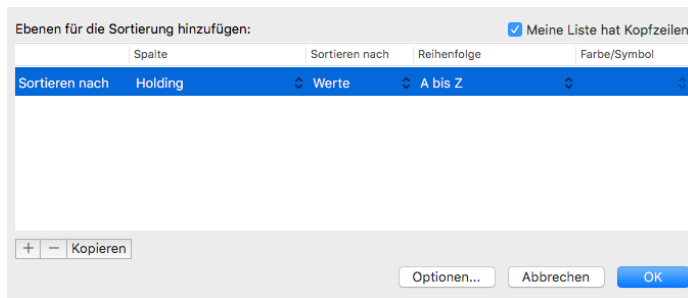 Ebenen für die Sortierung hinzufügen: Meine Liste hat Kopfzeilen
Spalte Sortieren nach Reihenfolge Farbe/Symbol
Sortieren nach Holding Werte A bis Z
+ − Kopieren
Optionen... Abbrechen OK